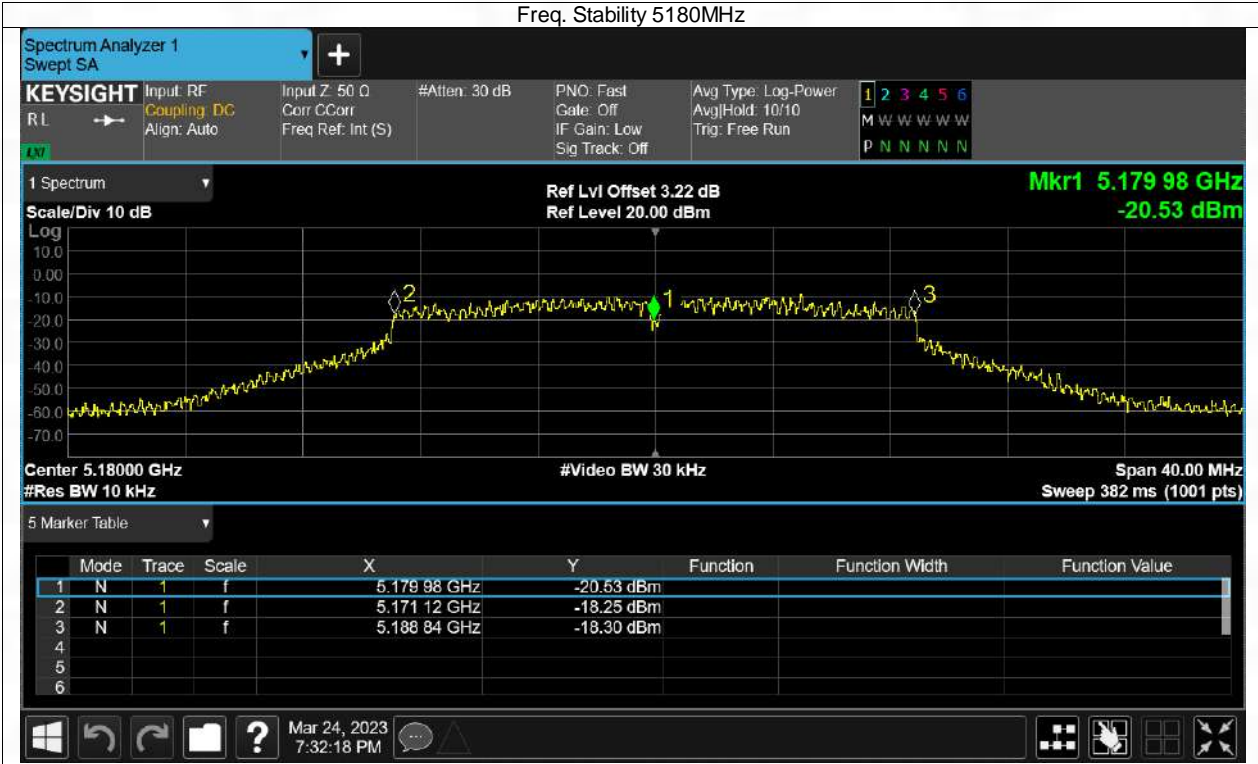 Freq. Stability 5180MHz
Spectrum Analyzer 1
Swept SA
+
KEYSIGHT
RL
LXI
Input: RF
Coupling: DC
Align: Auto
Input Z: 50 Ω
Corr CCorr
Freq Ref: Int (S)
#Atten: 30 dB
PNO: Fast
Gate: Off
IF Gain: Low
Sig Track: Off
Avg Type: Log-Power
Avg|Hold: 10/10
Trig: Free Run
1 2 3 4 5 6
M W W W W W
P N N N N N
1 Spectrum
Scale/Div 10 dB
Ref Lvl Offset 3.22 dB
Ref Level 20.00 dBm
Mkr1 5.179 98 GHz
-20.53 dBm
Log
10.0
0.00
-10.0
-20.0
-30.0
-40.0
-50.0
-60.0
-70.0
2
1
3
Center 5.18000 GHz
#Video BW 30 kHz
Span 40.00 MHz
#Res BW 10 kHz
Sweep 382 ms (1001 pts)
5 Marker Table
Mode Trace Scale X Y Function Function Width Function Value
1 N 1 f 5.179 98 GHz -20.53 dBm
2 N 1 f 5.171 12 GHz -18.25 dBm
3 N 1 f 5.188 84 GHz -18.30 dBm
4
5
6
?
Mar 24, 2023
7:32:18 PM